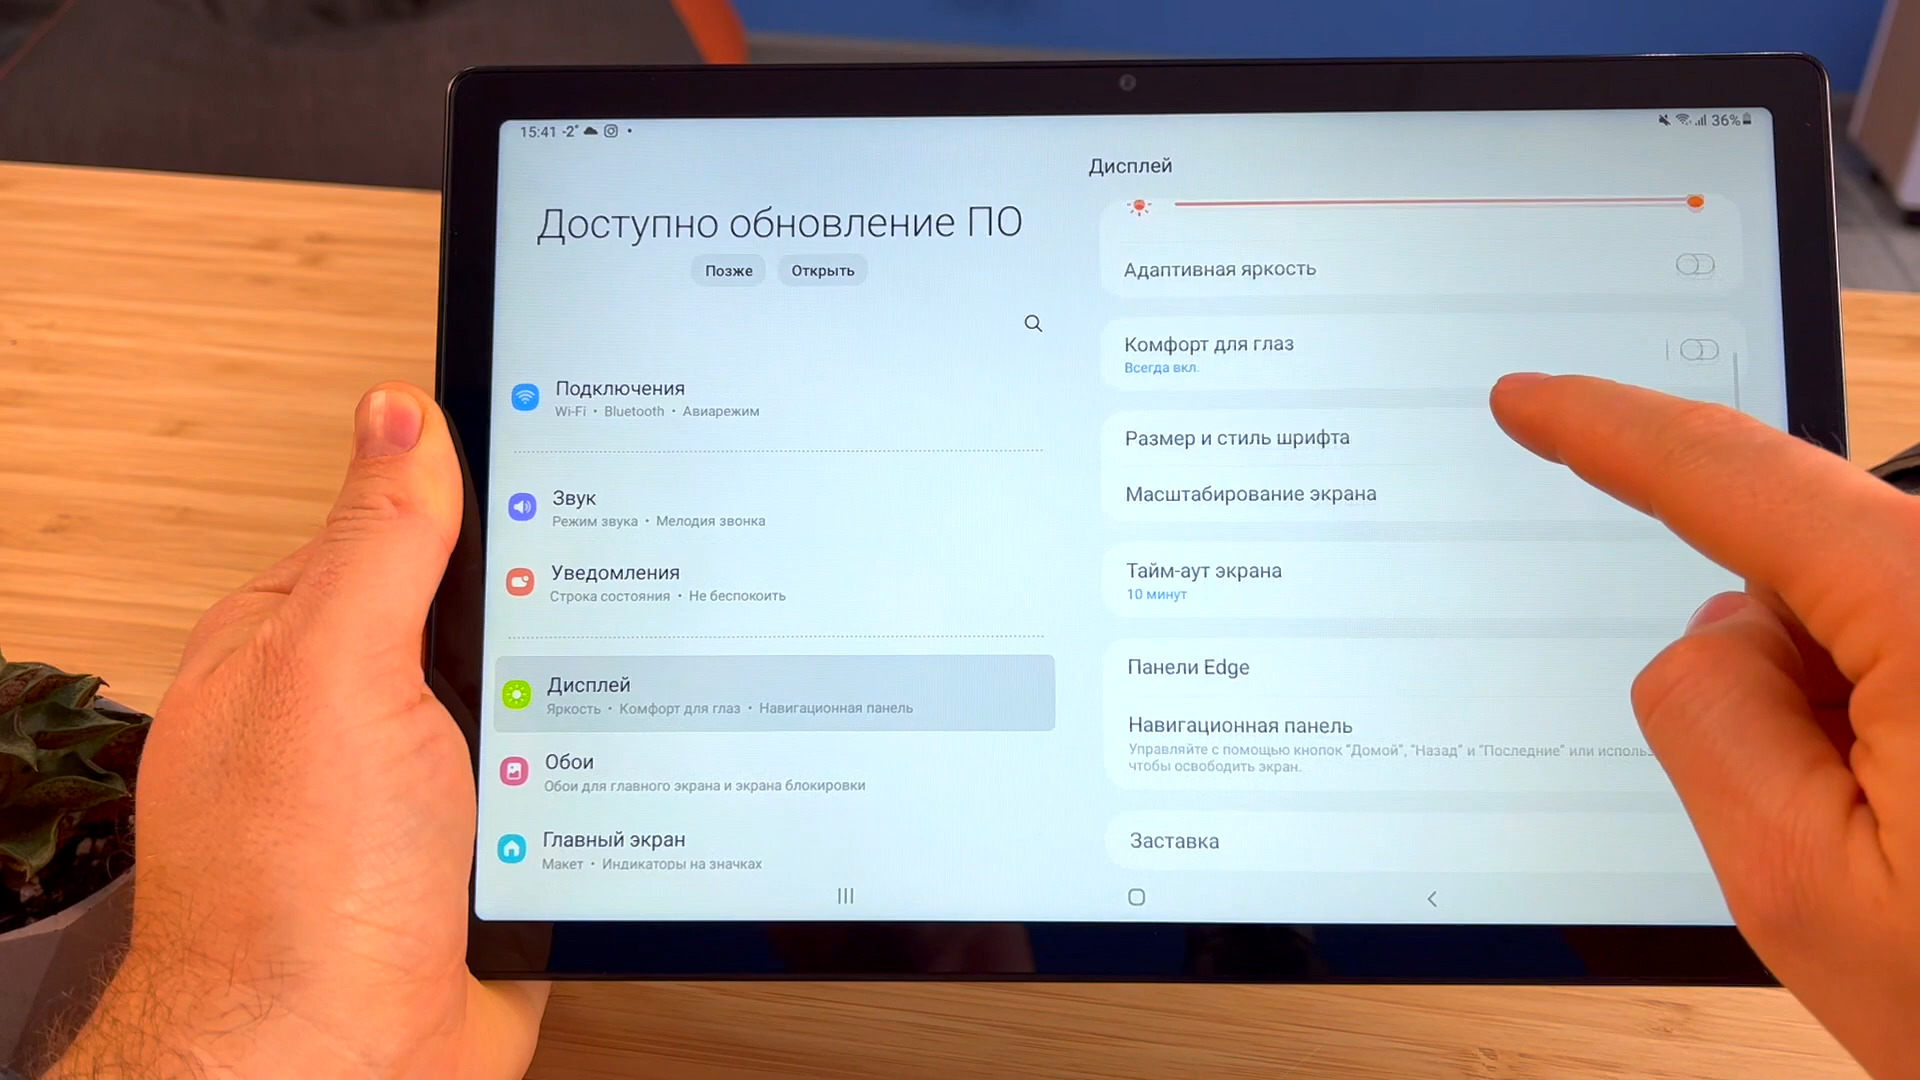 15:41 -2°
36%
Доступно обновление ПО
Позже
Открыть
Подключения
Wi-Fi • Bluetooth • Авиарежим
Звук
Режим звука • Мелодия звонка
Уведомления
Строка состояния • Не беспокоить
Дисплей
Яркость • Комфорт для глаз • Навигационная панель
Обои
Обои для главного экрана и экрана блокировки
Главный экран
Макет • Индикаторы на значках
Дисплей
Адаптивная яркость
Комфорт для глаз
Всегда вкл.
Размер и стиль шрифта
Масштабирование экрана
Тайм-аут экрана
10 минут
Панели Edge
Навигационная панель
Управляйте с помощью кнопок "Домой", "Назад" и "Последние" или
чтобы освободить экран.
Заставка